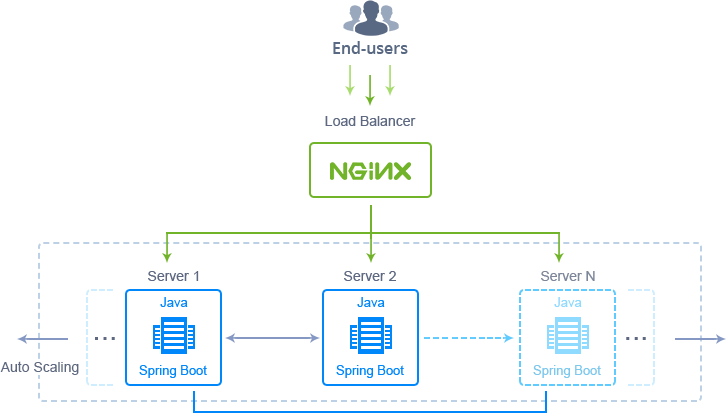 End-users
Load Balancer
NGINX
Server 1
Server 2
Server N
Java
Java
Java
...
...
Auto Scaling
Spring Boot
Spring Boot
Spring Boot